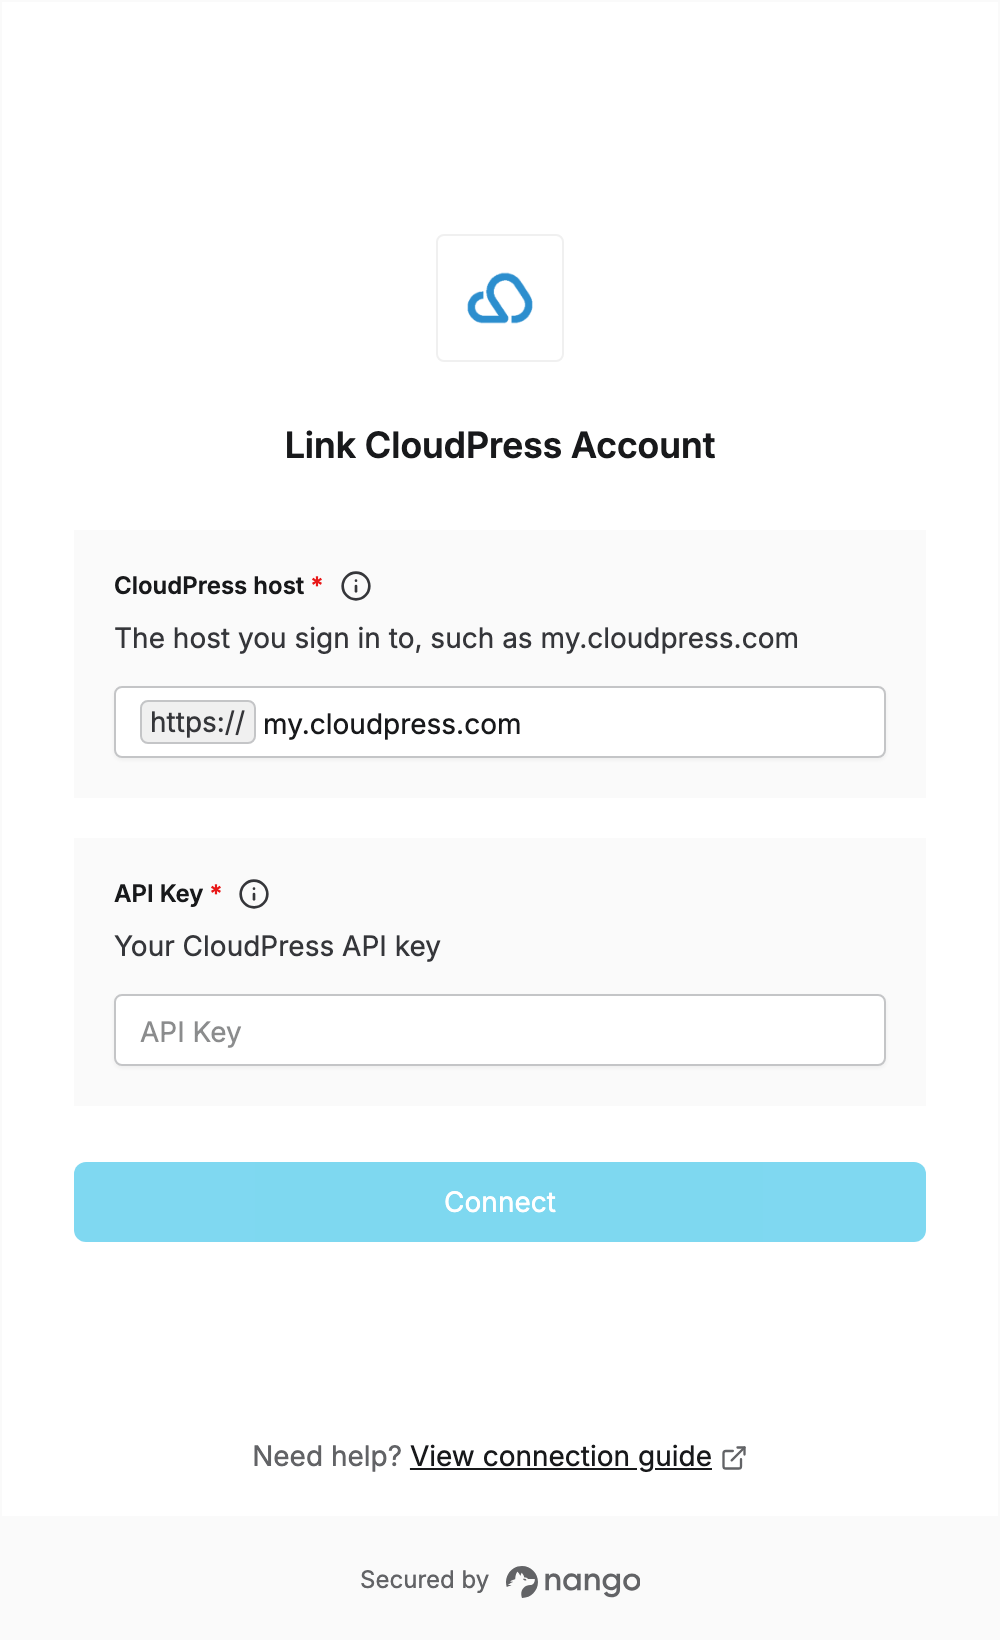 Link CloudPress Account
CloudPress host *
The host you sign in to, such as my.cloudpress.com
https:// my.cloudpress.com
API Key *
Your CloudPress API key
API Key
Connect
Need help? View connection guide
Secured by nango